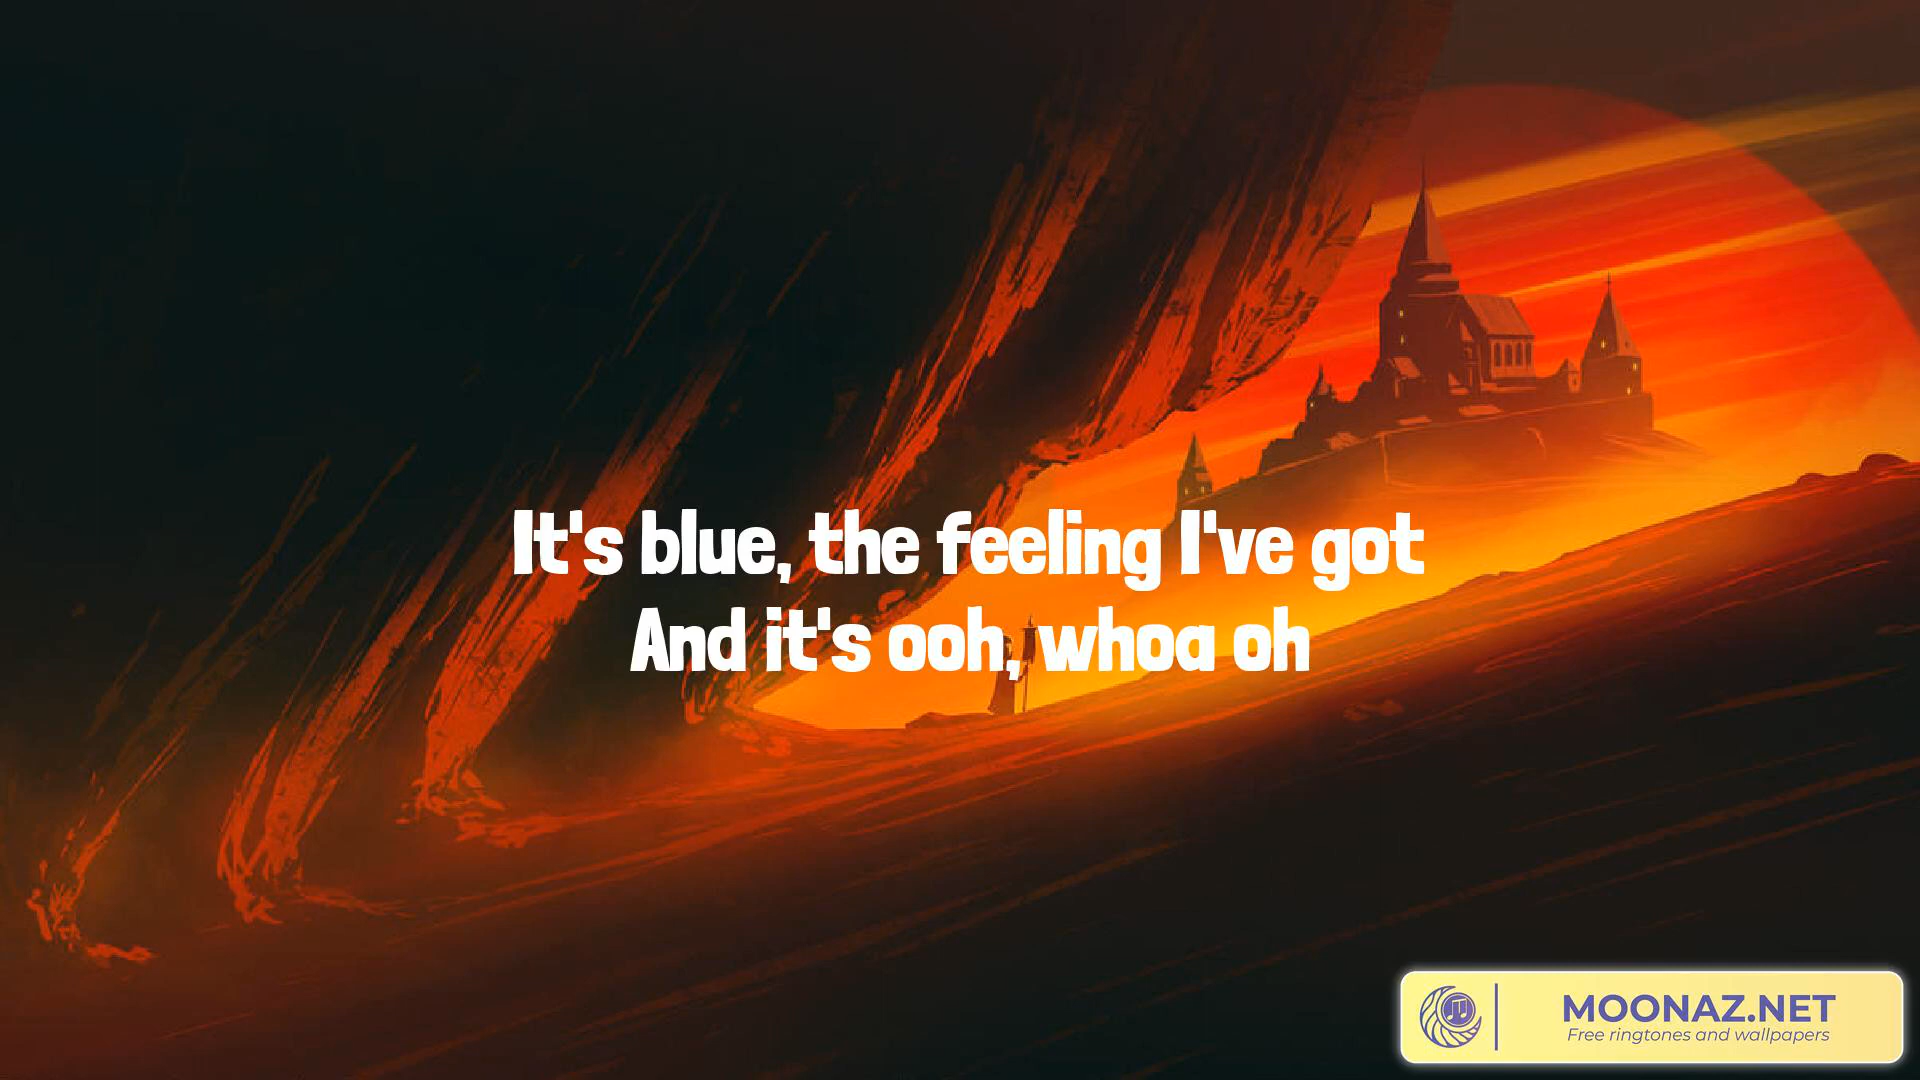 It's blue, the feeling I've got
And it's ooh, whoa oh
MOONAZ.NET
Free ringtones and wallpapers